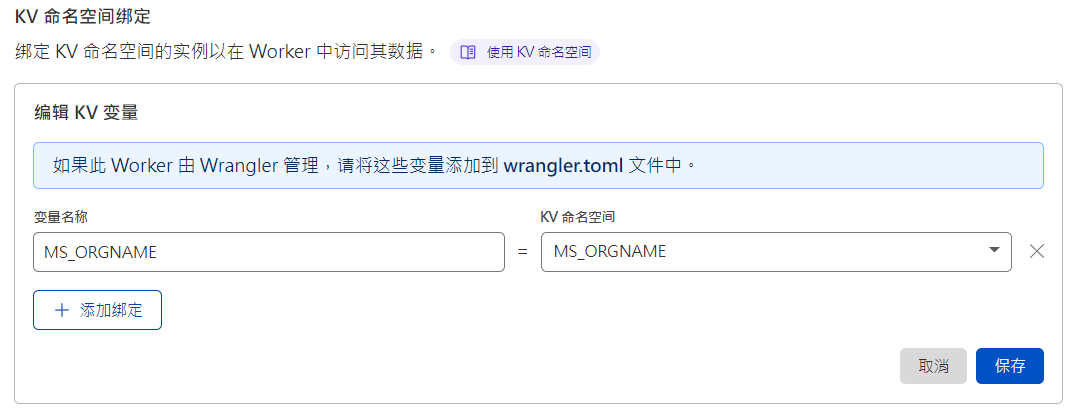 KV 命名空间绑定
绑定 KV 命名空间的实例以在 Worker 中访问其数据。 使用 KV 命名空间
编辑 KV 变量
如果此 Worker 由 Wrangler 管理，请将这些变量添加到 wrangler.toml 文件中。
变量名称 KV 命名空间
MS_ORGNAME = MS_ORGNAME
添加绑定
取消 保存